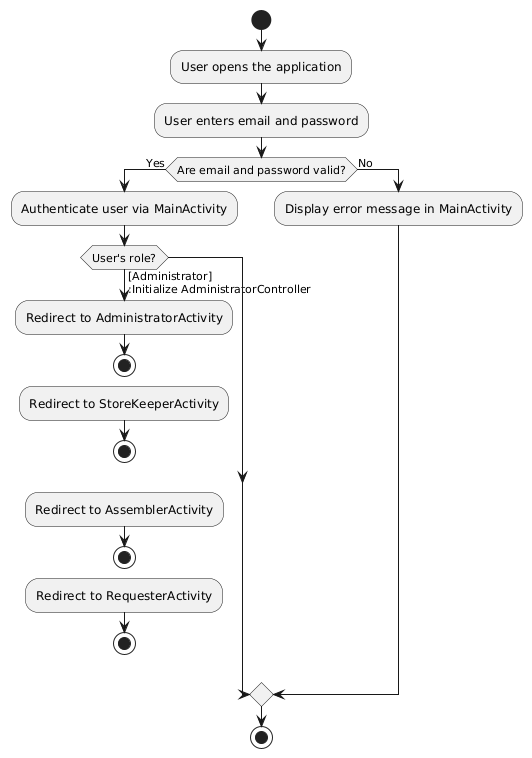 User opens the application
User enters email and password
Yes
Are email and password valid?
No
Authenticate user via MainActivity
Display error message in MainActivity
User's role?
[Administrator]
:Initialize AdministratorController
Redirect to AdministratorActivity
Redirect to StoreKeeperActivity
Redirect to AssemblerActivity
Redirect to RequesterActivity